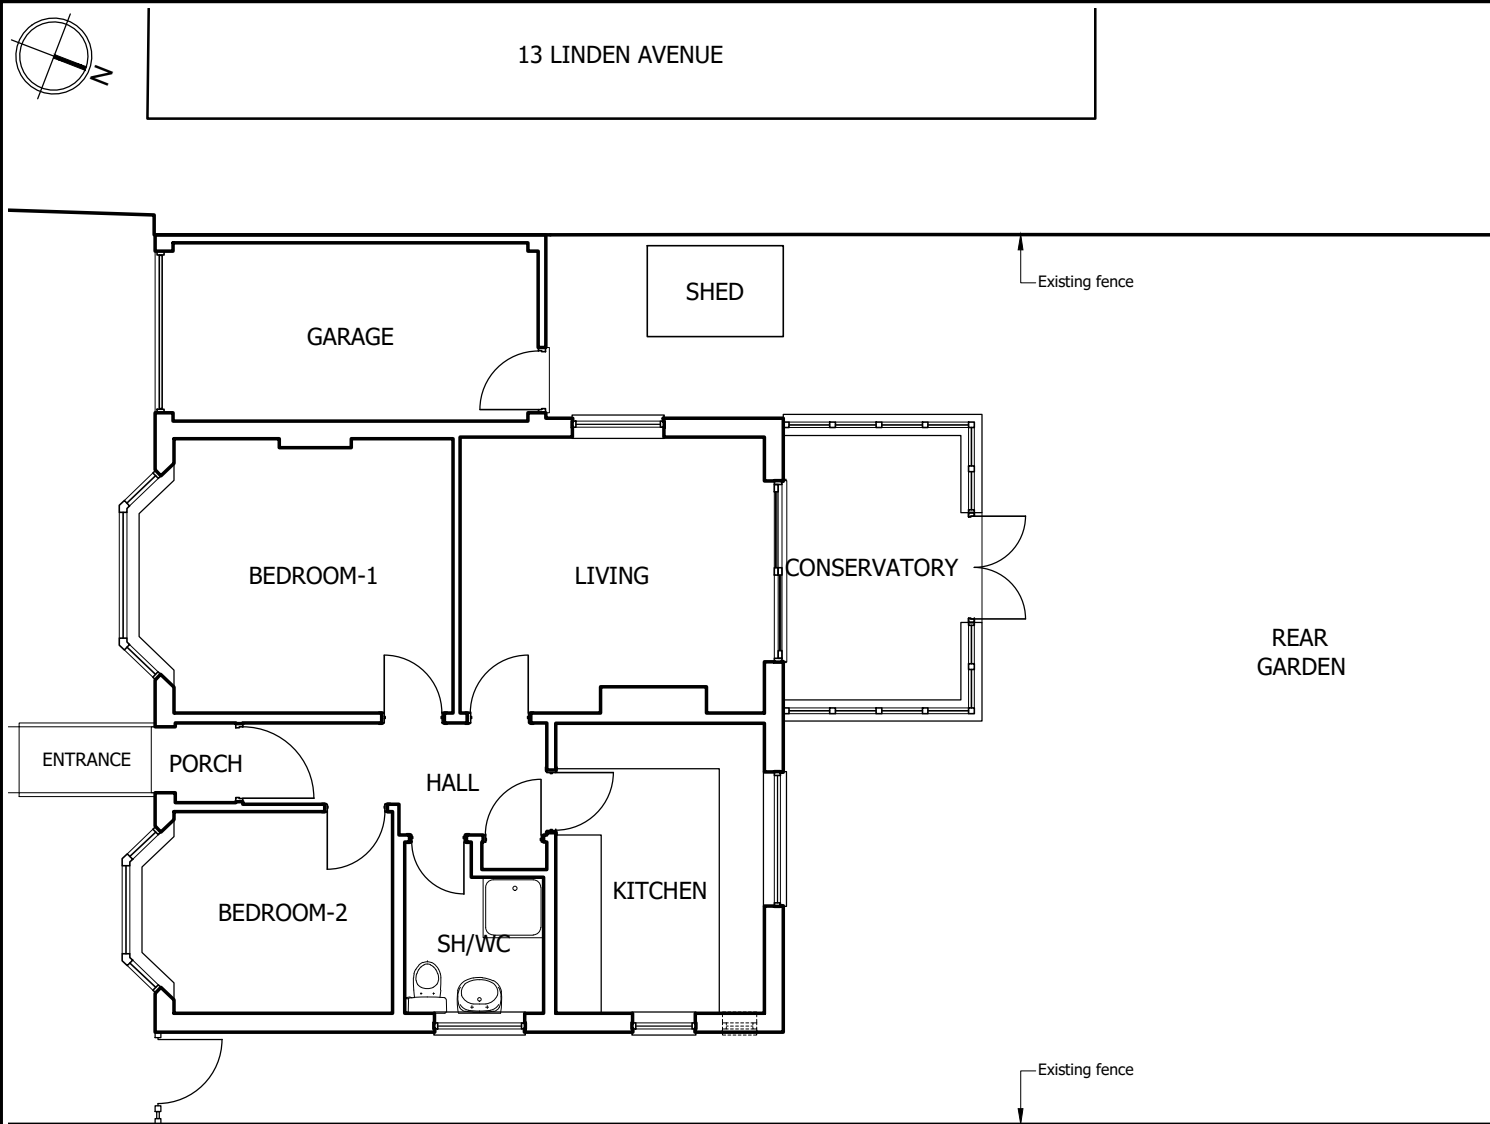 13 LINDEN AVENUE
N
Existing fence
SHED
GARAGE
BEDROOM-1
LIVING
CONSERVATORY
REAR
GARDEN
ENTRANCE
PORCH
HALL
KITCHEN
BEDROOM-2
SH/WC
Existing fence